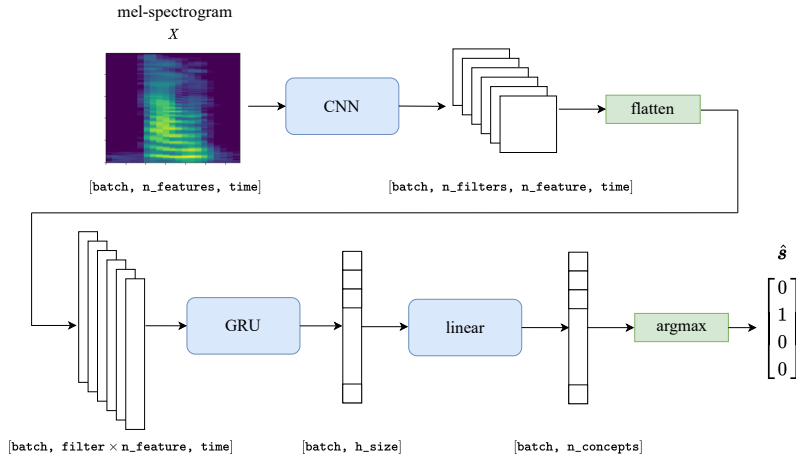 mel-spectrogram
X
CNN
flatten
[batch, n_features, time]
[batch, n_filters, n_feature, time]
ŝ
GRU
linear
argmax
0
1
0
0
[batch, filter × n_feature, time]
[batch, h_size]
[batch, n_concepts]